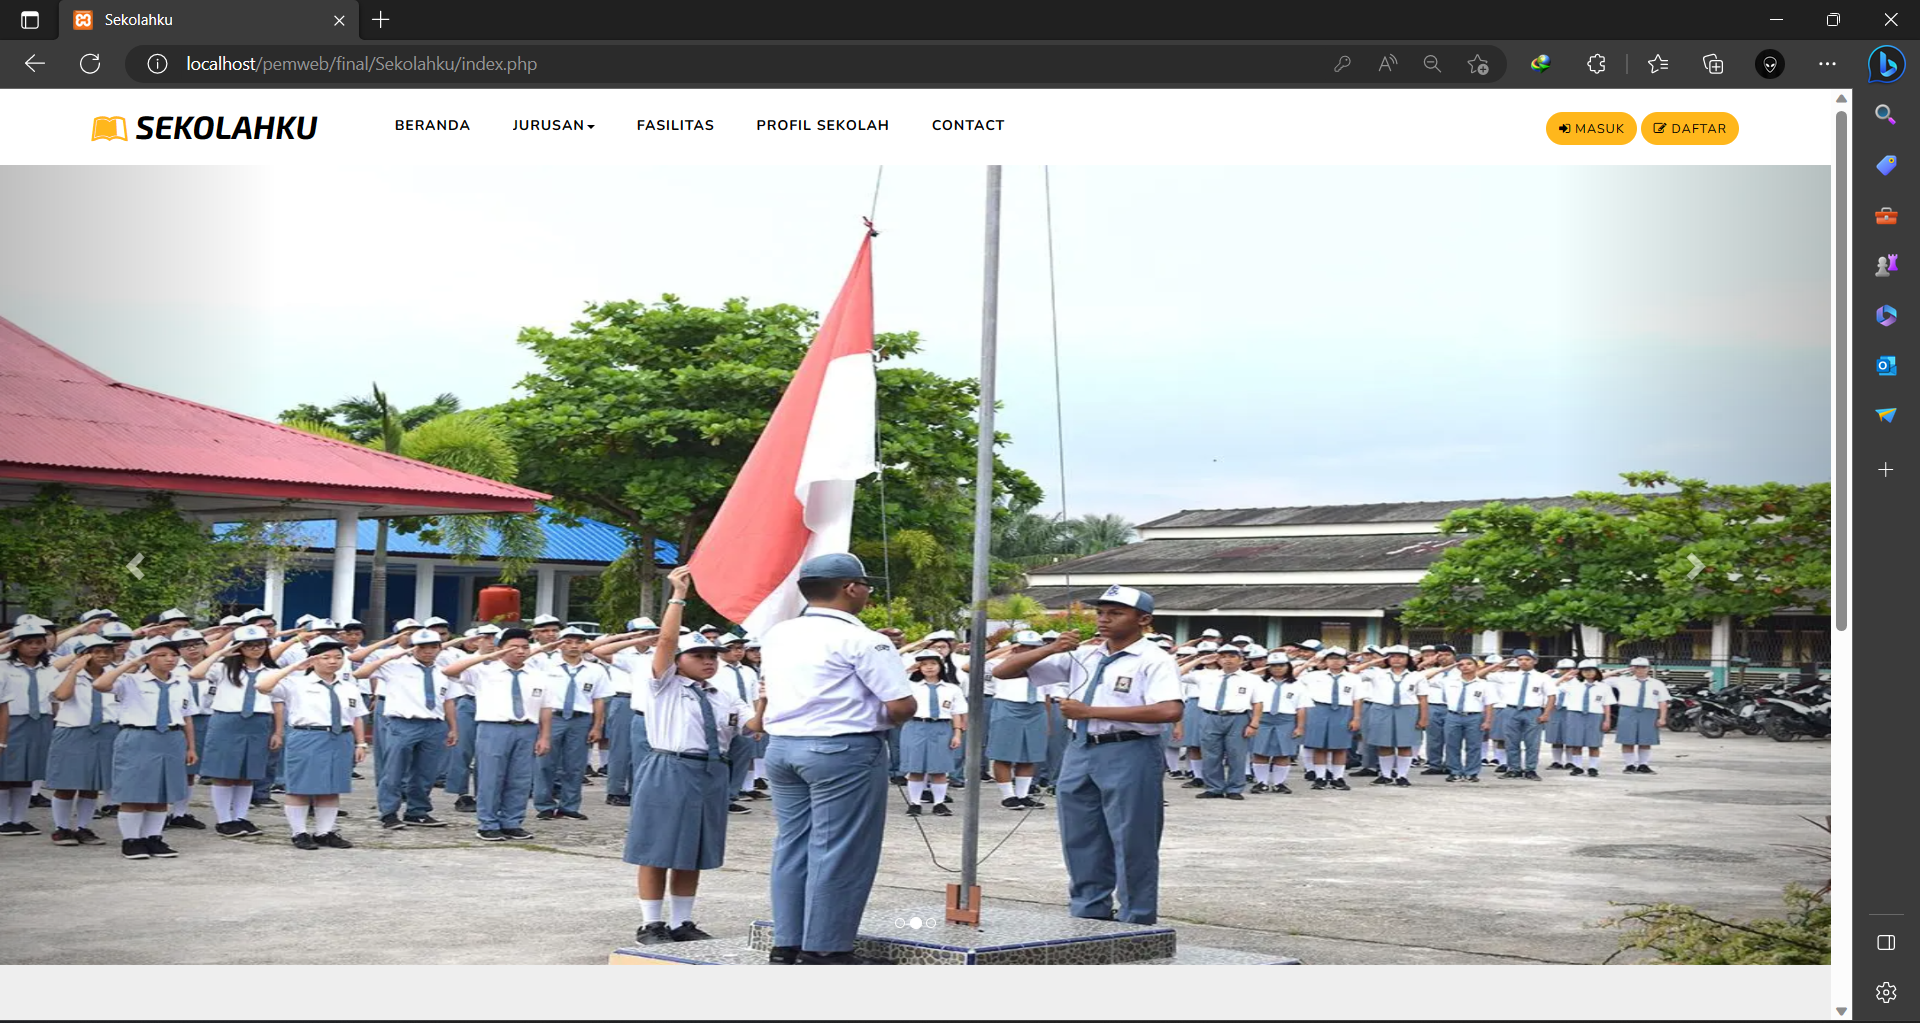 Sekolahku
localhost/pemweb/final/Sekolahku/index.php
SEKOLAHKU
BERANDA
JURUSAN
FASILITAS
PROFIL SEKOLAH
CONTACT
MASUK
DAFTAR